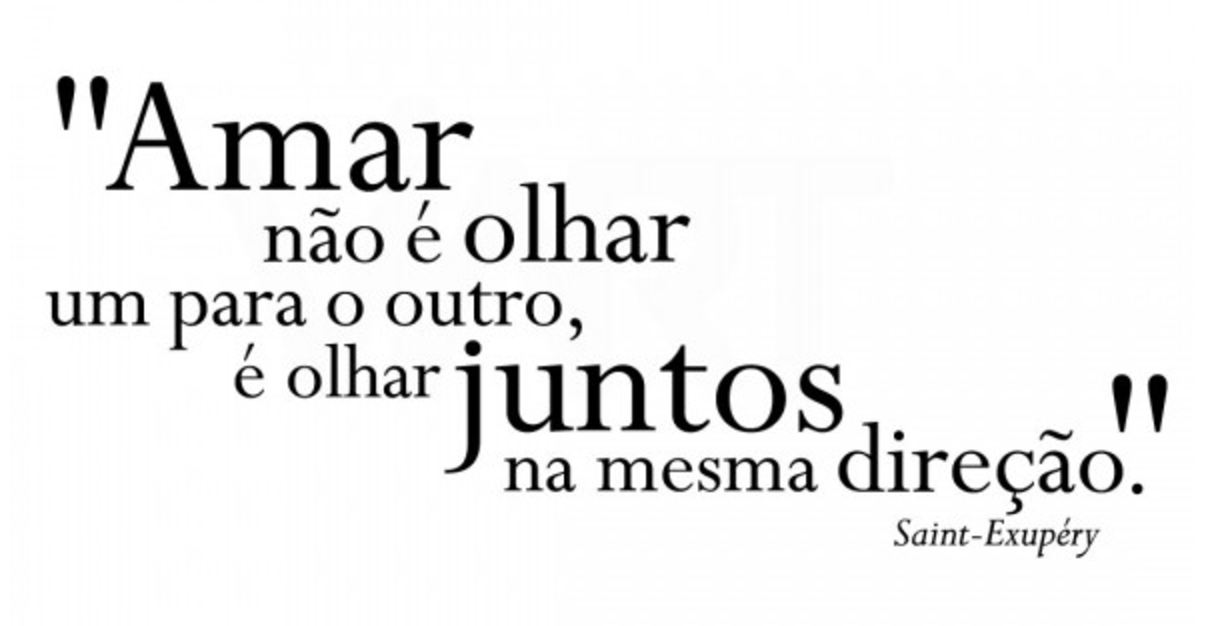 "Amar
não é olhar
um para o outro,
é olhar juntos
na mesma direção."
Saint-Exupéry